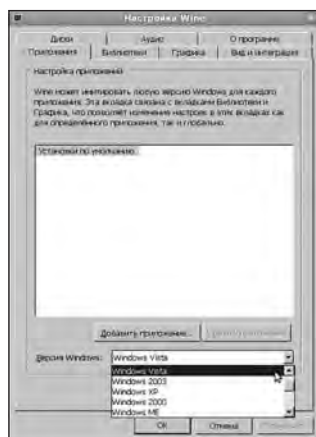 Настройка Wine
Диски Аудио О программе
Приложения Библиотеки Графика Вид и интеграция
Настройка приложений
Wine может имитировать любую версию Windows для каждого
приложения. Эта вкладка связана с вкладками Библиотеки и
Графика, что позволяет изменение настроек в этих вкладках как
для определённого приложения, так и глобально.
Установки по умолчанию
Добавить приложение...
Версия Windows: Windows Vista
Windows Vista
Windows 2003
Windows XP
Windows 2000
Windows ME
OK Отмена